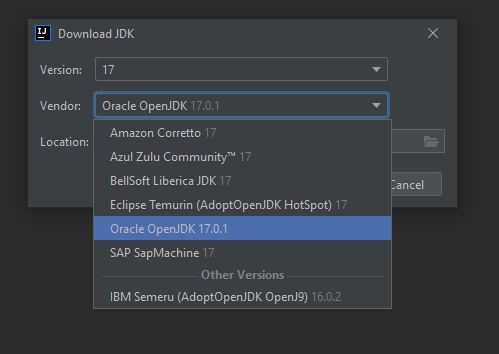 Download JDK
Version: 17
Vendor: Oracle OpenJDK 17.0.1
Amazon Corretto 17
Location:
Azul Zulu Community™ 17
BellSoft Liberica JDK 17
Cancel
Eclipse Temurin (AdoptOpenJDK HotSpot) 17
Oracle OpenJDK 17.0.1
SAP SapMachine 17
Other Versions
IBM Semeru (AdoptOpenJDK OpenJ9) 16.0.2